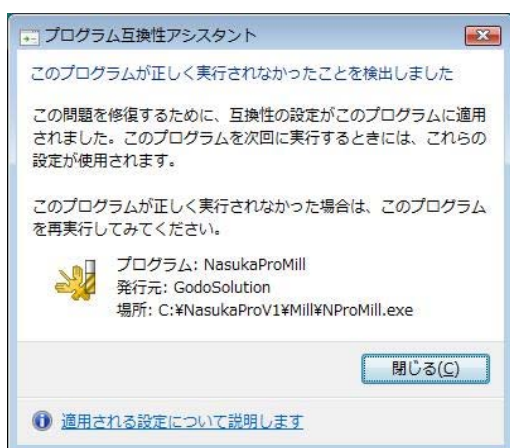 プログラム互換性アシスタント
このプログラムが正しく実行されなかったことを検出しました
この問題を修復するために、互換性の設定がこのプログラムに適用
されました。このプログラムを次回に実行するときには、これらの
設定が使用されます。
このプログラムが正しく実行されなかった場合は、このプログラム
を再実行してみてください。
プログラム: NasukaProMill
発行元: GodoSolution
場所: C:¥NasukaProV1¥Mill¥NProMill.exe
閉じる(C)
適用される設定について説明します